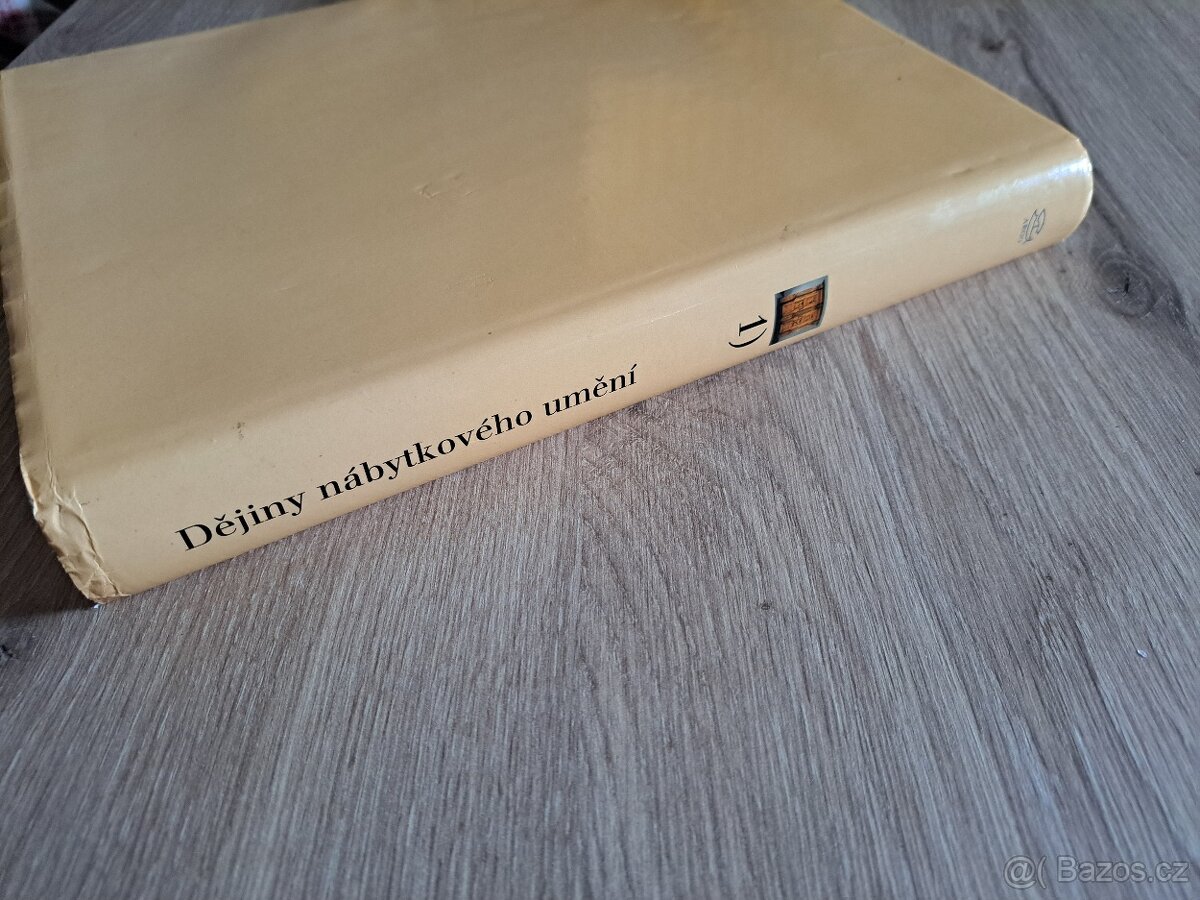 Dějiny nábytkového umění
1)
@( Bazos.cz